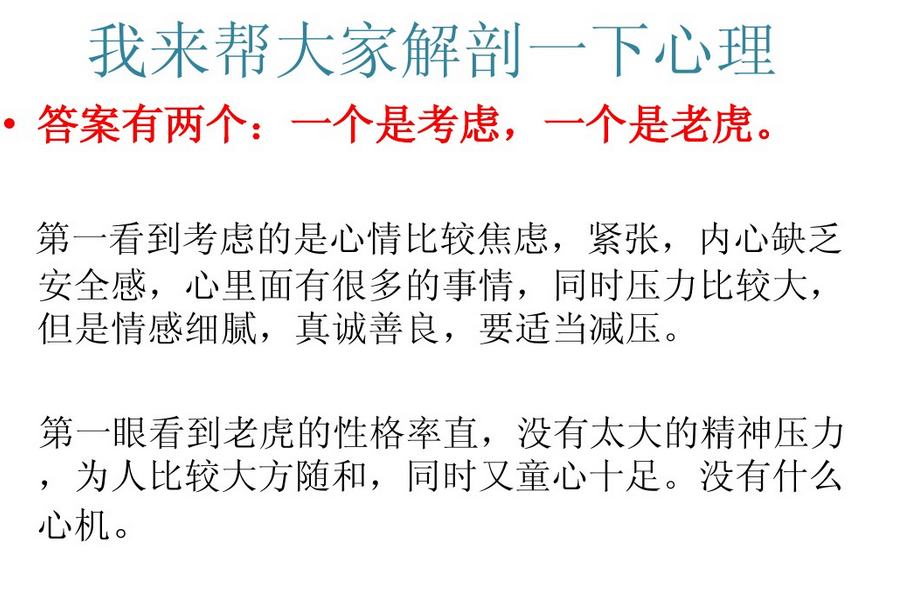 我来帮大家解剖一下心理
• 答案有两个：一个是考虑，一个是老虎。
第一看到考虑的是心情比较焦虑，紧张，内心缺乏
安全感，心里面有很多的事情，同时压力比较大，
但是情感细腻，真诚善良，要适当减压。
第一眼看到老虎的性格率直，没有太大的精神压力
，为人比较大方随和，同时又童心十足。没有什么
心机。